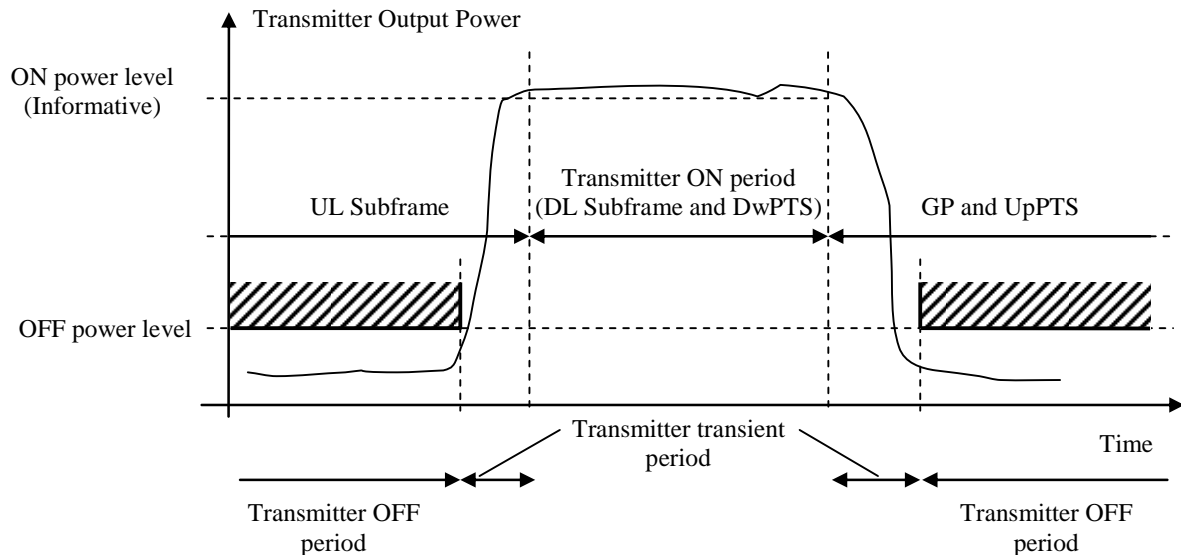 Transmitter Output Power
ON power level
(Informative)
Transmitter ON period
(DL Subframe and DwPTS)
UL Subframe
GP and UpPTS
OFF power level
Transmitter transient
period
Time
Transmitter OFF
period
Transmitter OFF
period